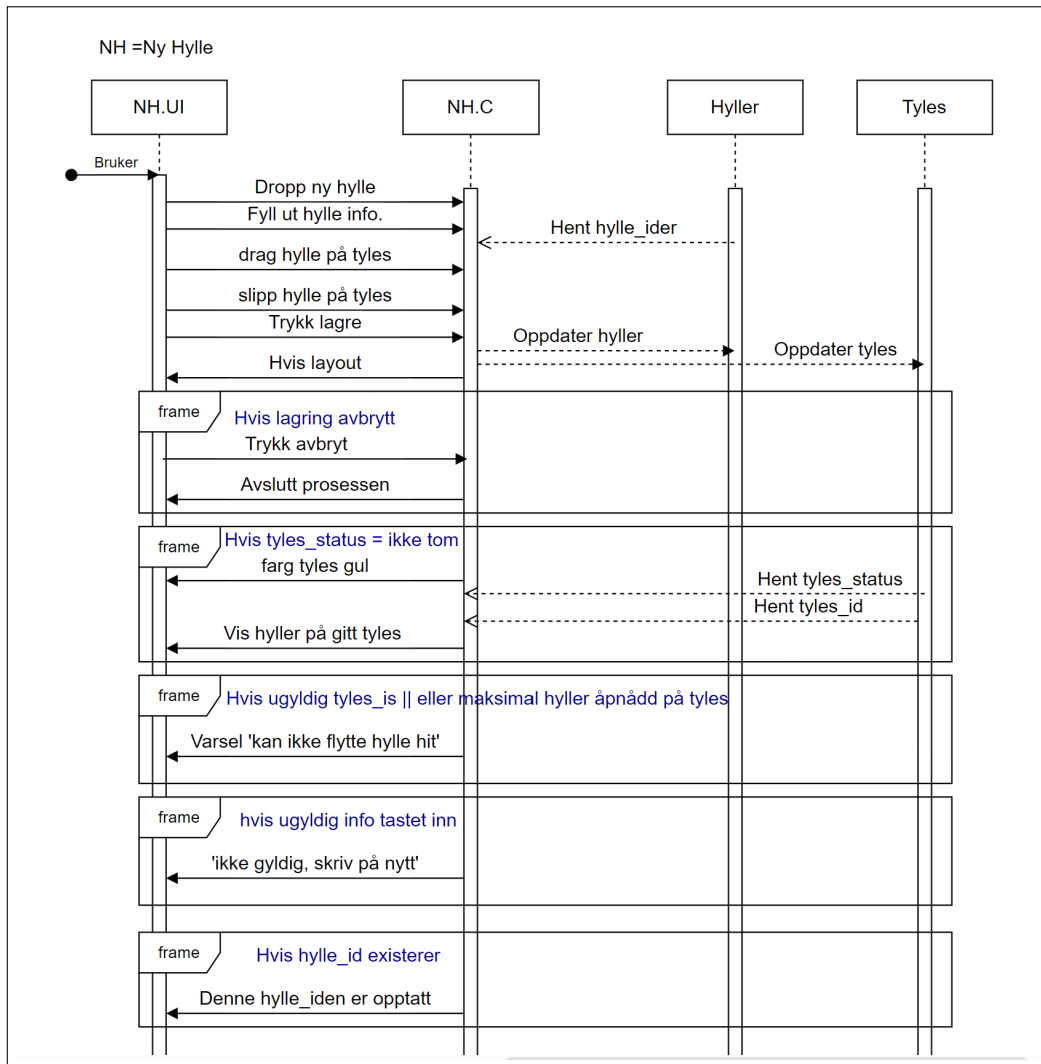 NH =Ny Hylle
NH.UI
NH.C
Hyller
Tyles
Bruker
Dropp ny hylle
Fyll ut hylle info.
Hent hylle_ider
drag hylle på tyles
slipp hylle på tyles
Trykk lagre
Oppdater hyller
Oppdater tyles
Hvis layout
frame
Hvis lagring avbrytt
Trykk avbryt
Avslutt prosessen
frame
Hvis tyles_status = ikke tom
farg tyles gul
Hent tyles_status
Hent tyles_id
Vis hyller på gitt tyles
frame
Hvis ugyldig tyles_is || eller maksimal hyller åpnådd på tyles
Varsel 'kan ikke flytte hylle hit'
frame
hvis ugyldig info tastet inn
'ikke gyldig, skriv på nytt'
frame
Hvis hylle_id existerer
Denne hylle_iden er opptatt